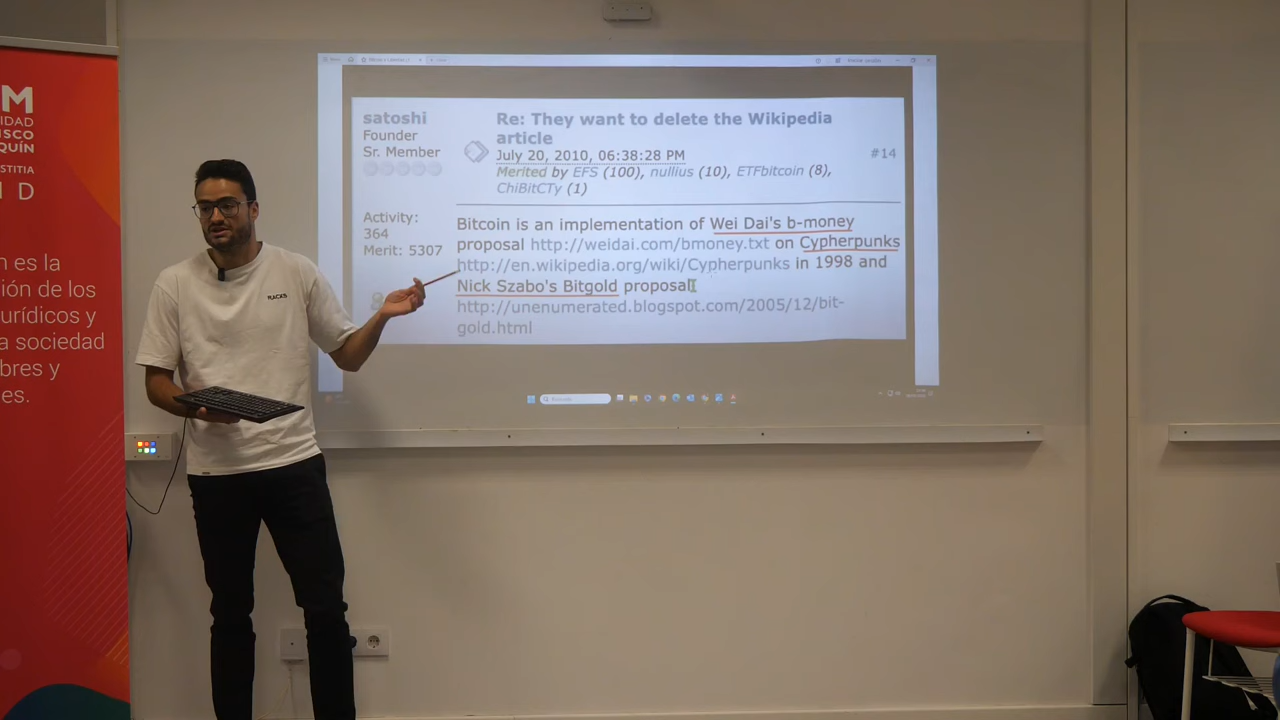 M
IDAD
ISCO
QUÍN
STITIA
I D
n es la
ión de los
urídicos y
a sociedad
bres y
es.
RACKS
satoshi
Founder
Sr. Member
Activity:
364
Merit: 5307
Re: They want to delete the Wikipedia
article
July 20, 2010, 06:38:28 PM
#14
Merited by EFS (100), nullius (10), ETFbitcoin (8),
ChiBitCTy (1)
Bitcoin is an implementation of Wei Dai's b-money
proposal http://weidai.com/bmoney.txt on Cypherpunks
http://en.wikipedia.org/wiki/Cypherpunks in 1998 and
Nick Szabo's Bitgold proposal
http://unenumerated.blogspot.com/2005/12/bit-
gold.html